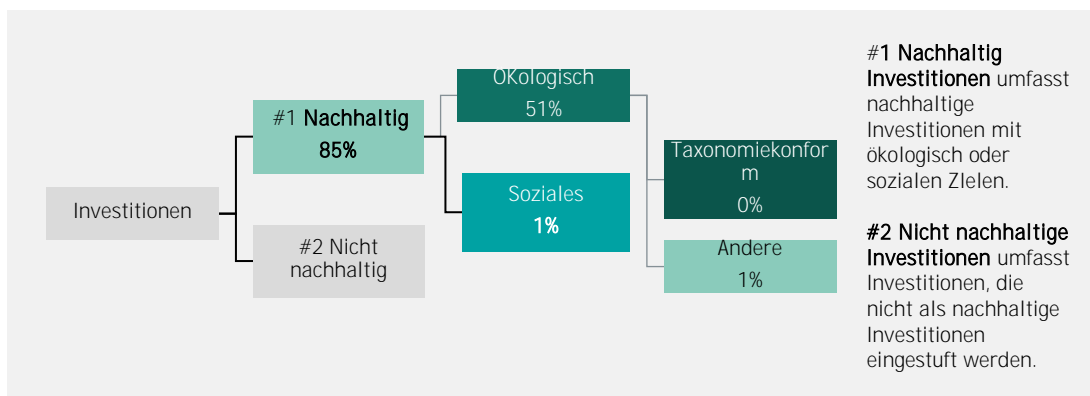 Investitionen
#1 Nachhaltig
85%
#2 Nicht
nachhaltig
Okologisch
51%
Soziales
1%
Taxonomiekonfor
m
0%
Andere
1%
#1 Nachhaltig
Investitionen umfasst
nachhaltige
Investitionen mit
ökologisch oder
sozialen ZIelen.
#2 Nicht nachhaltige
Investitionen umfasst
Investitionen, die
nicht als nachhaltige
Investitionen
eingestuft werden.